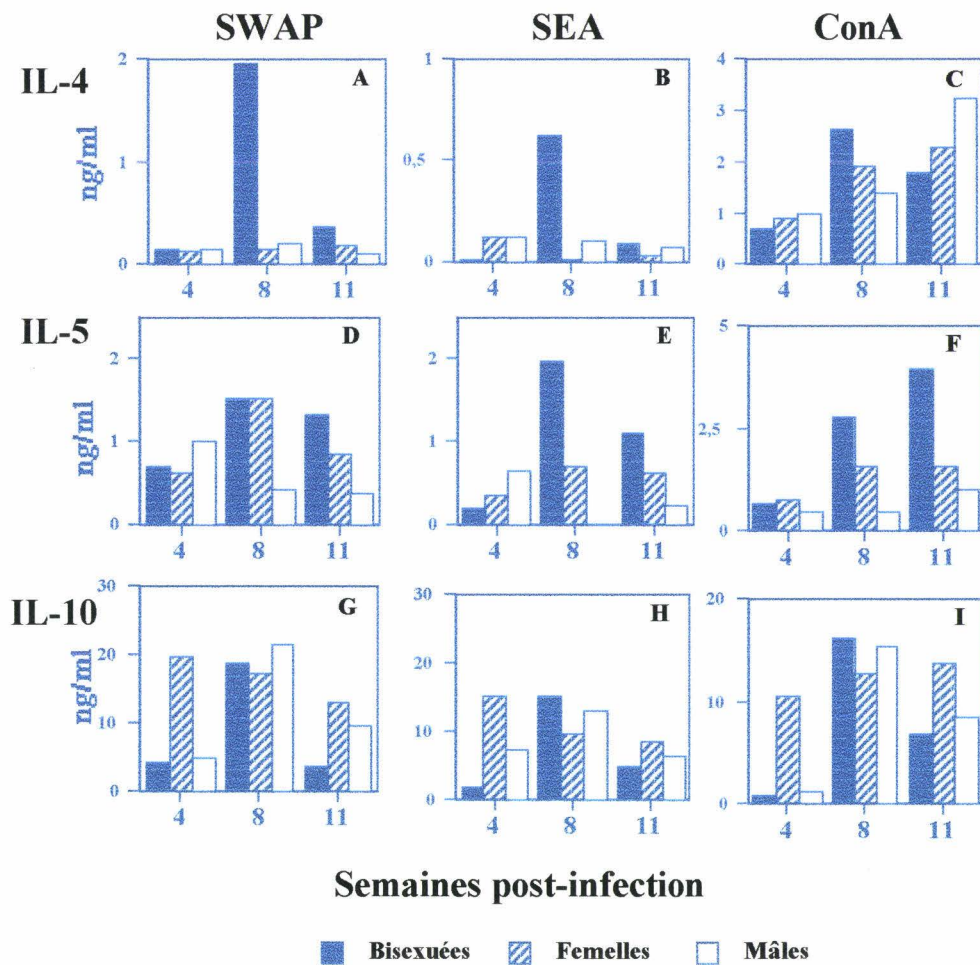 SWAP SEA ConA
IL-4
ng/ml
2
1
0
A
4 8 11
1
0,5
0
B
4 8 11
4
3
2
1
0
C
4 8 11
IL-5
ng/ml
2
1
0
D
4 8 11
2
1
0
E
4 8 11
5
2,5
0
F
4 8 11
IL-10
ng/ml
30
20
10
0
G
4 8 11
30
20
10
0
H
4 8 11
20
10
0
I
4 8 11
Semaines post-infection
Bisexuées Femelles Mâles